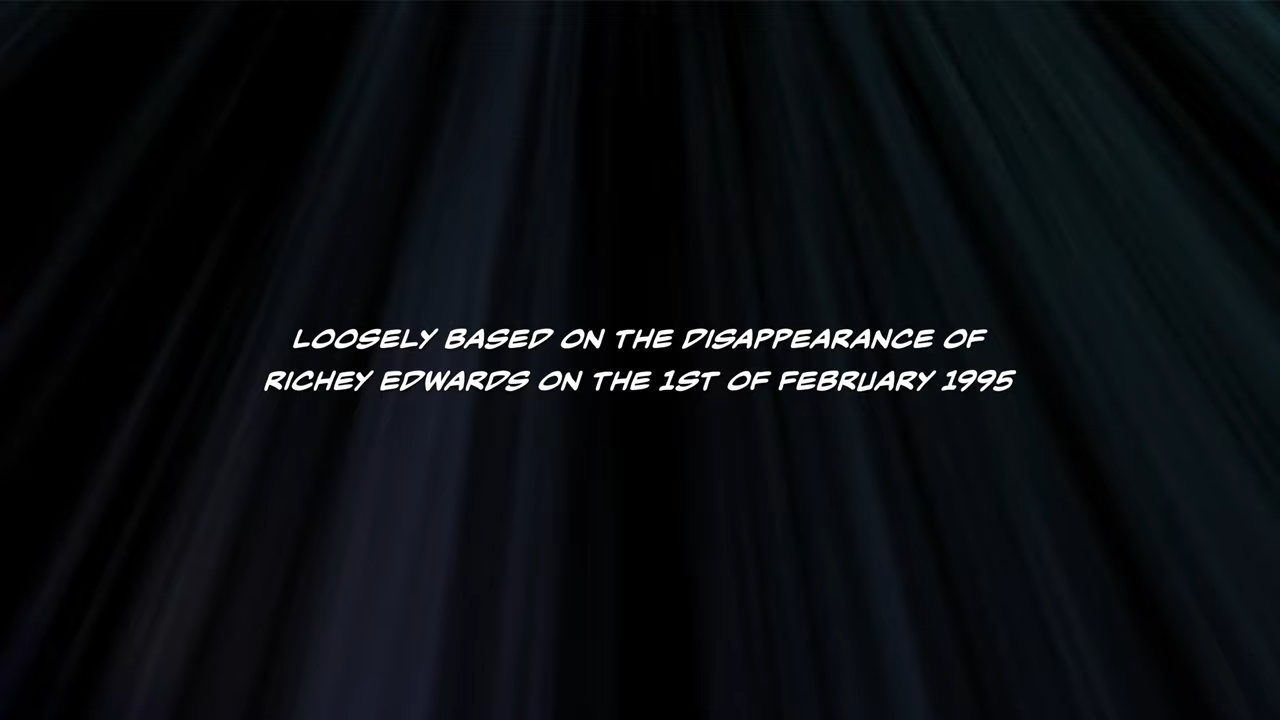 LOOSELY BASED ON THE DISAPPEARANCE OF
RICHEY EDWARDS ON THE 1ST OF FEBRUARY 1995